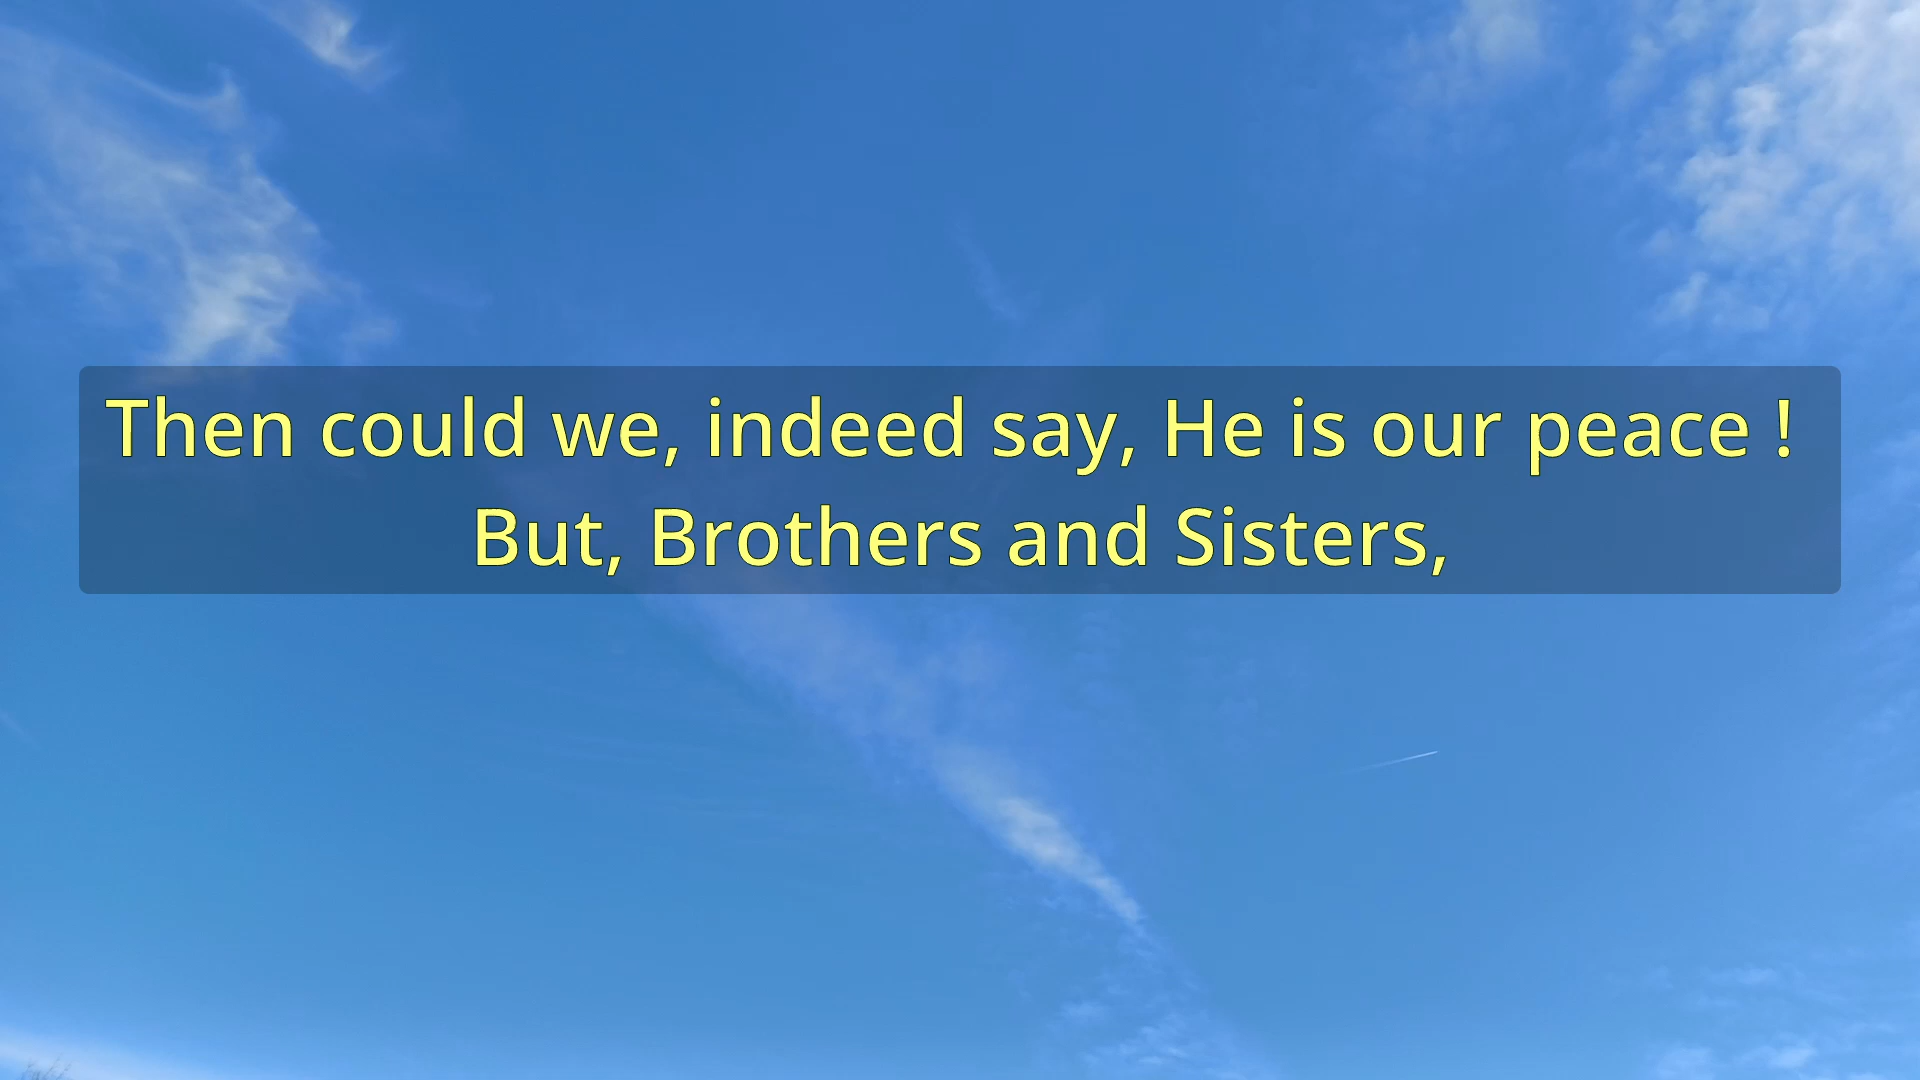 Then could we, indeed say, He is our peace !
But, Brothers and Sisters,